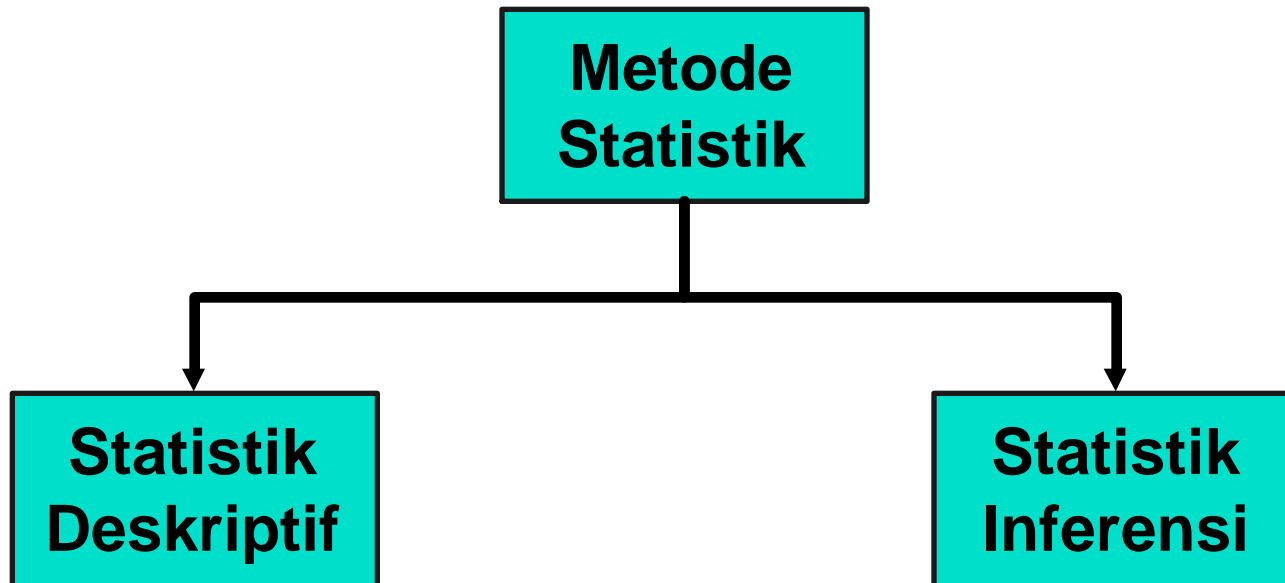 Metode
Statistik
Statistik
Deskriptif
Statistik
Inferensi